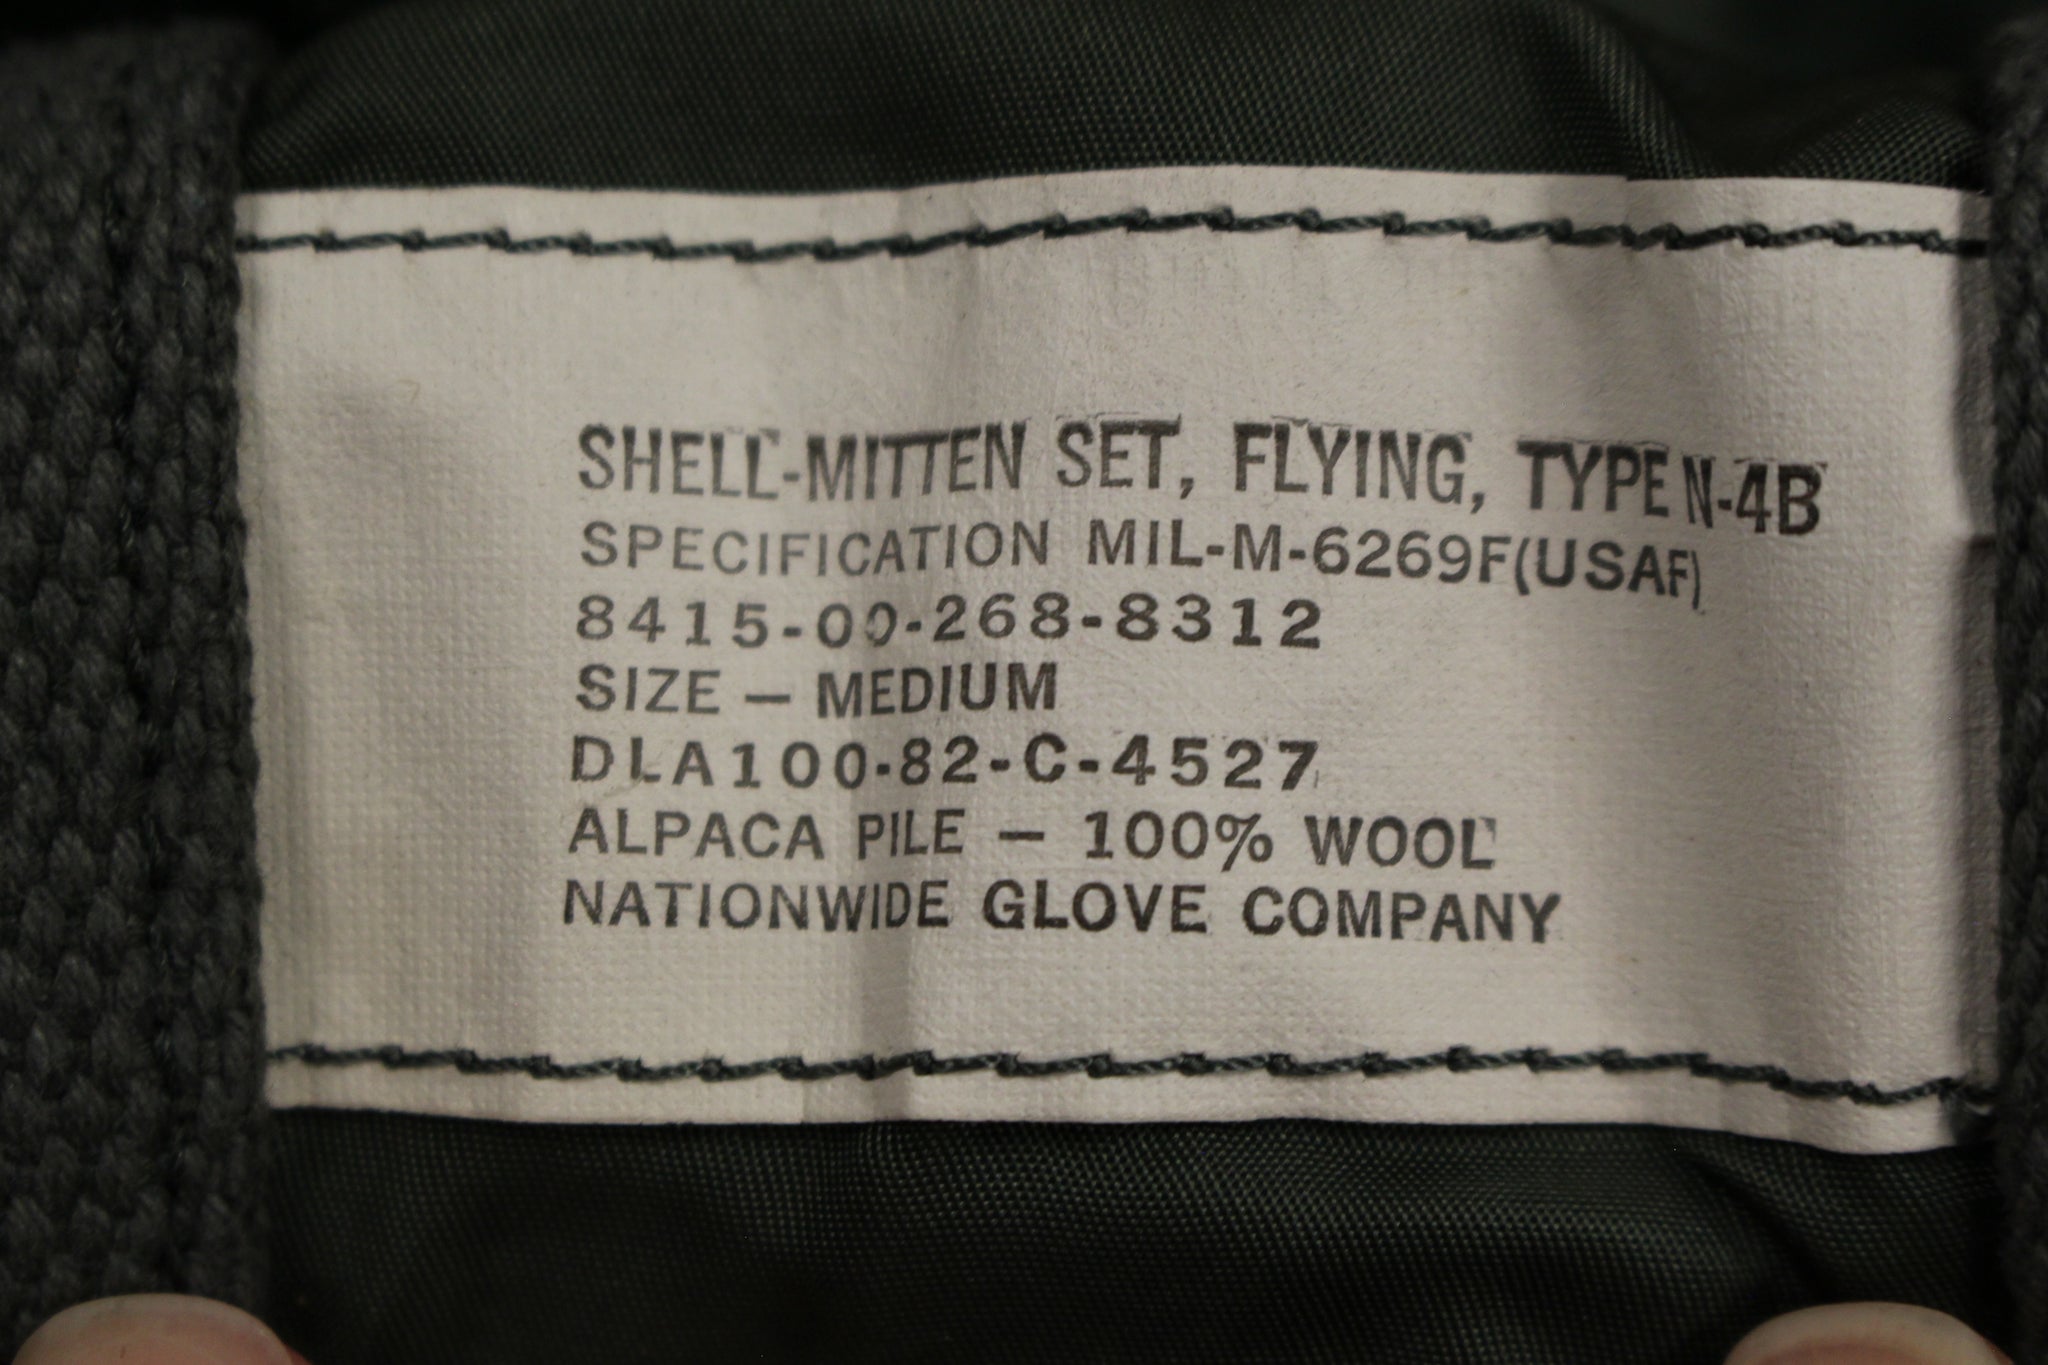 SHELL-MITTEN SET, FLYING, TYPE N-4B
SPECIFICATION MIL-M-6269F(USAF)
8415-00-268-8312
SIZE — MEDIUM
DLA100-82-C-4527
ALPACA PILE — 100% WOOL
NATIONWIDE GLOVE COMPANY